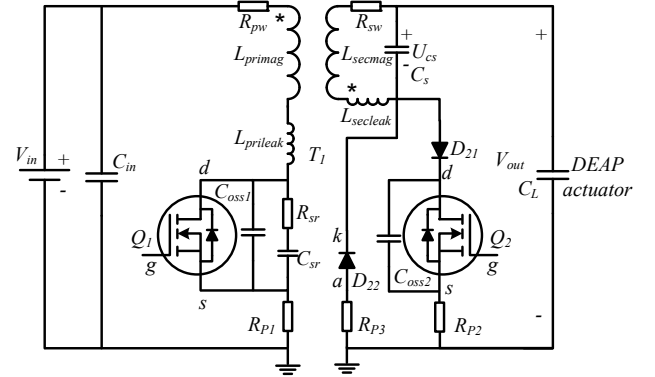 R_pw
*
L_primag
L_prileak
T_1
R_sw
L_secmag
*
L_secleak
+
U_cs
-
C_s
+
V_in
+
-
C_in
d
C_oss1
Q_1
g
s
R_sr
C_sr
R_P1
k
a
D_22
R_P3
D_21
d
Q_2
g
C_oss2
s
R_P2
V_out
C_L
DEAP
actuator
-